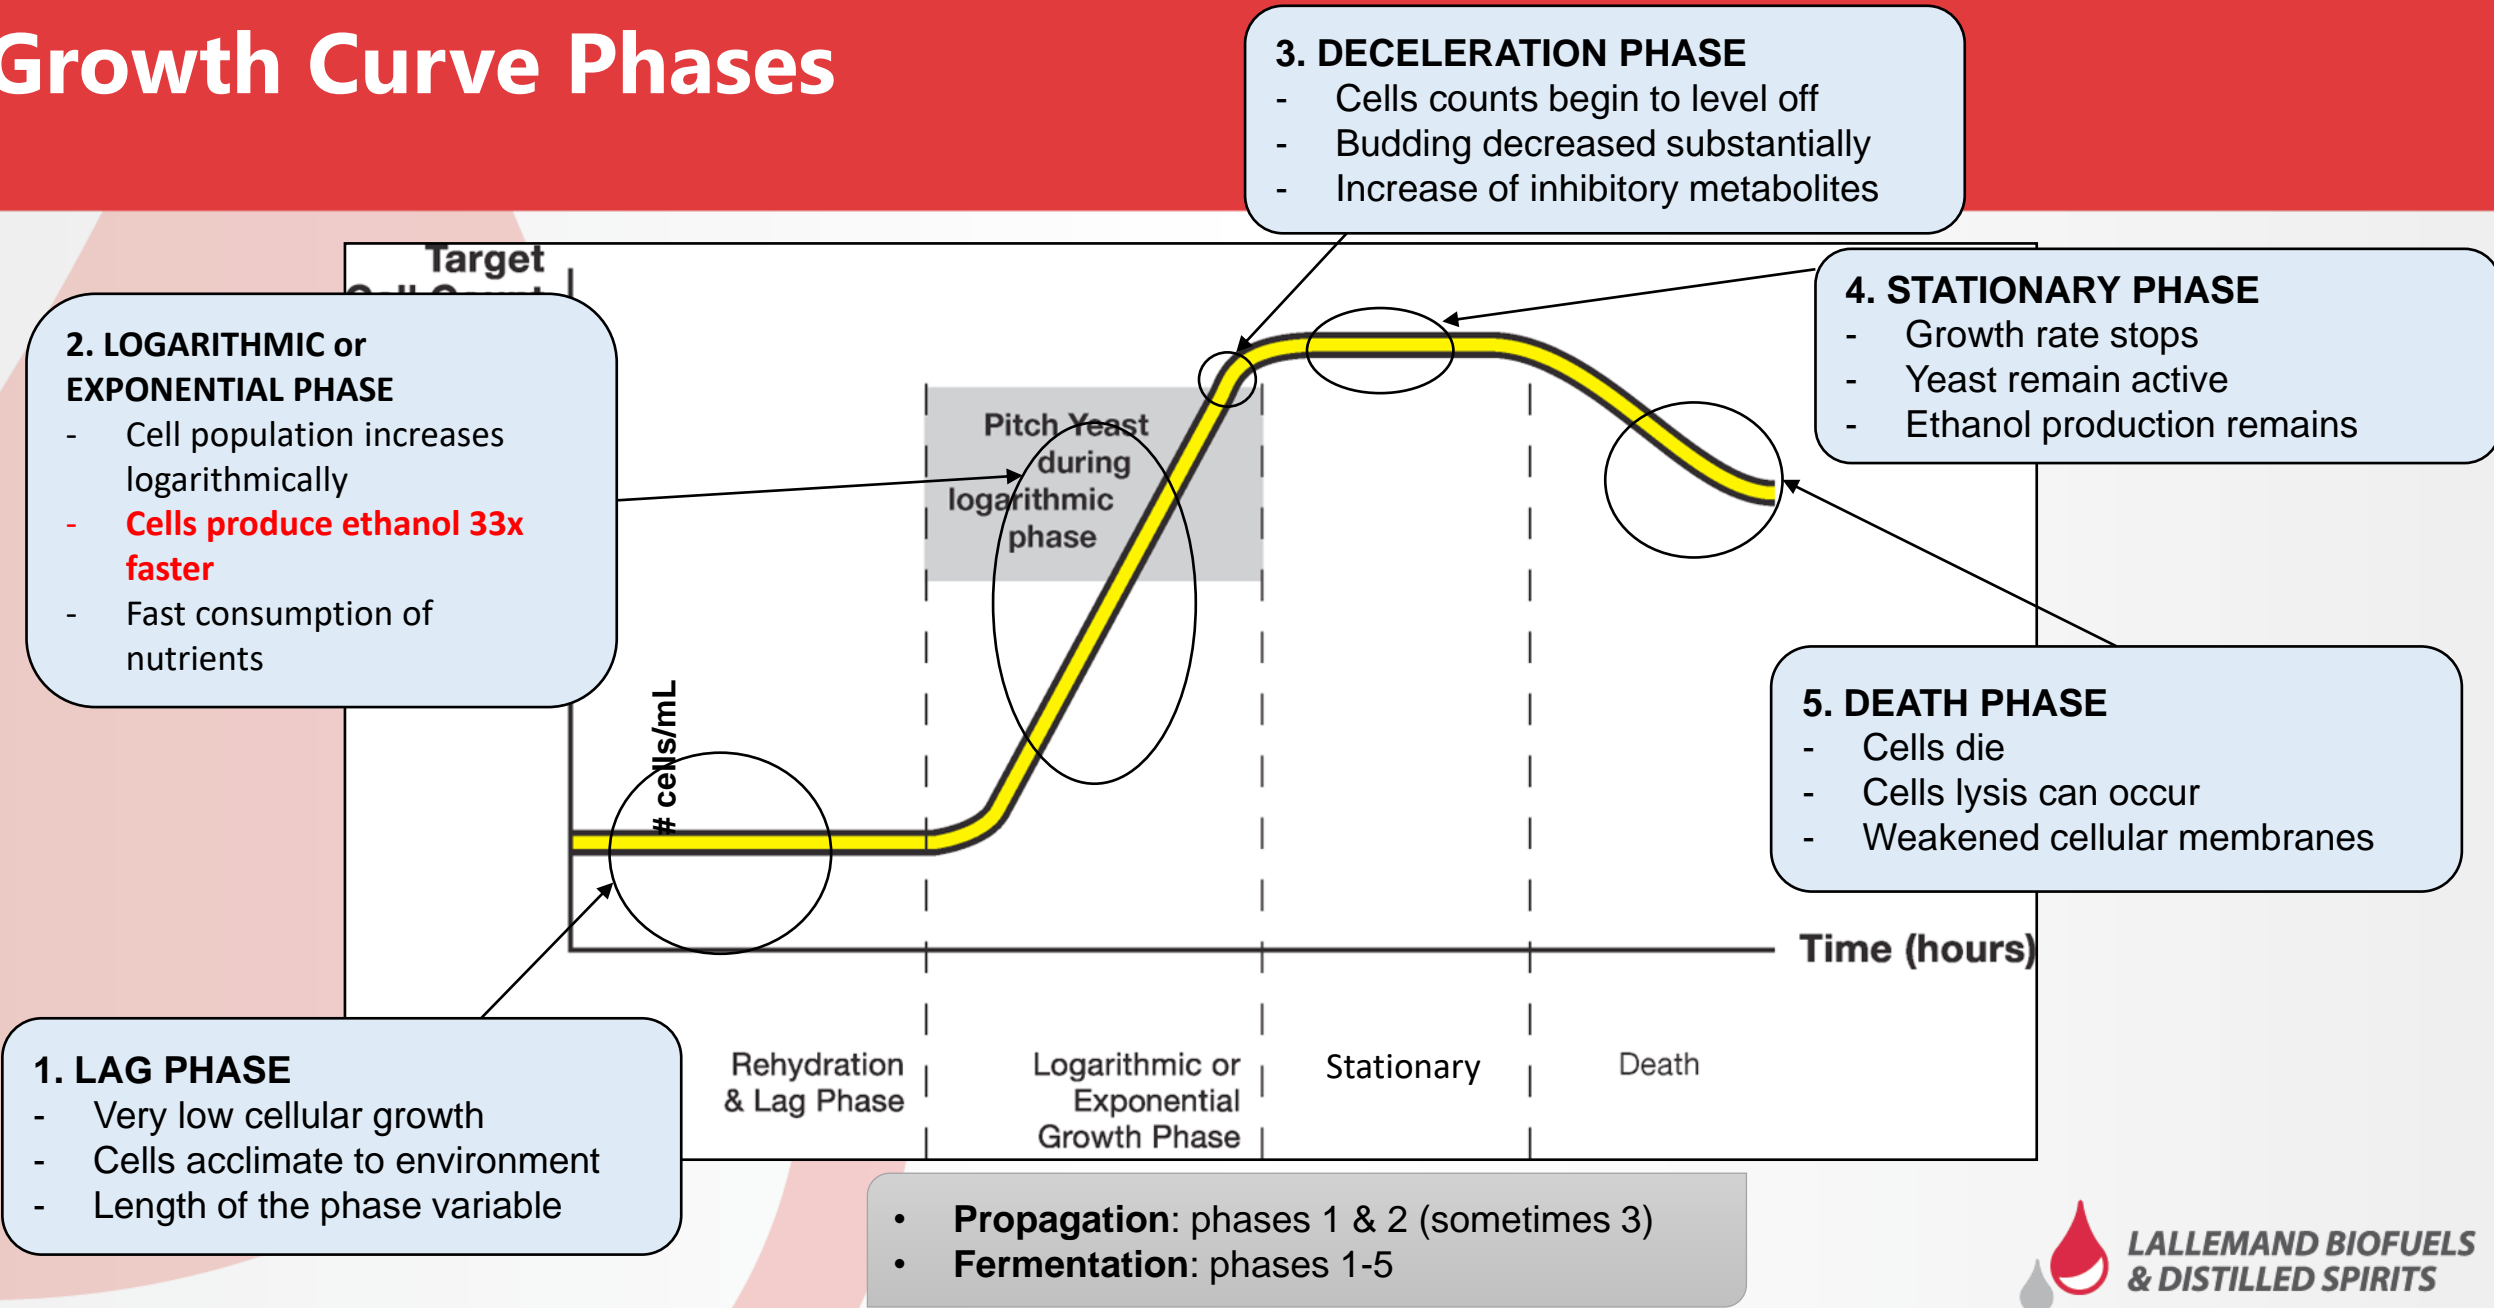 Growth Curve Phases
3. DECELERATION PHASE
- Cells counts begin to level off
- Budding decreased substantially
- Increase of inhibitory metabolites
Target
2. LOGARITHMIC or
EXPONENTIAL PHASE
- Cell population increases
logarithmically
- Cells produce ethanol 33x
faster
- Fast consumption of
nutrients
4. STATIONARY PHASE
- Growth rate stops
- Yeast remain active
- Ethanol production remains
Pitch Yeast
during
logarithmic
phase
# cells/mL
5. DEATH PHASE
- Cells die
- Cells lysis can occur
- Weakened cellular membranes
Time (hours)
1. LAG PHASE
- Very low cellular growth
- Cells acclimate to environment
- Length of the phase variable
Rehydration
& Lag Phase
Logarithmic or
Exponential
Growth Phase
Stationary
Death
• Propagation: phases 1 & 2 (sometimes 3)
• Fermentation: phases 1-5
LALLEMAND BIOFUELS
& DISTILLED SPIRITS